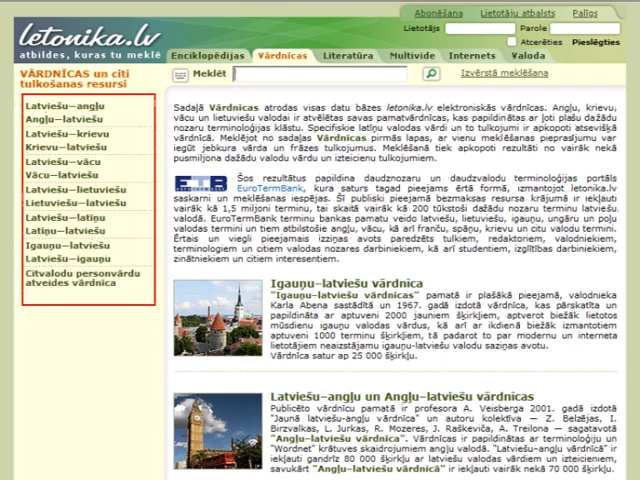 Abonēšana Lietotāju atbalsts Palīgs
letonika.lv
atbildes, kuras tu meklē
Lietotājs Parole
Atcerēties Pieslēgties
Enciklopēdijas Vārdnīcas Literatūra Multivide Internets Valoda
VĀRDNĪCAS un citi
tulkošanas resursi
Meklēt Izvērstā meklēšana
Latviešu—angļu
Angļu—latviešu
Latviešu—krievu
Krievu—latviešu
Latviešu—vācu
Vācu—latviešu
Latviešu—lietuviešu
Lietuviešu—latviešu
Latviešu—latīņu
Latīņu—latviešu
Igauņu—latviešu
Latviešu—igauņu
Citvalodu personvārdu
atveides vārdnīca
Sadaļā Vārdnīcas atrodas visas datu bāzes letonika.lv elektroniskās vārdnīcas. Angļu, krievu,
vācu un lietuviešu valodai ir atvēlētas savas pamatvārdnīcas, kas papildinātas ar ļoti plašu dažādu
nozaru terminoloģijas klāstu. Specifiskie latīņu valodas vārdi un to tulkojumi ir apkopoti atsevišķā
vārdnīcā. Meklējot no sadaļas Vārdnīcas pirmās lapas, ar vienu meklēšanas pieprasījumu var
iegūt jebkura vārda un frāzes tulkojumus. Meklēšanā tiek apkopoti rezultāti no vairāk nekā
pusmiljona dažādu valodu vārdu un izteicienu tulkojumiem.
ETB
Šos rezultātus papildina daudznozaru un daudzvalodu terminoloģijas portāls
EuroTermBank, kura saturs tagad pieejams ērtā formā, izmantojot letonika.lv
saskarni un meklēšanas iespējas. Šī publiski pieejamā bezmaksas resursa krājumā ir iekļauti
vairāk kā 1,5 miljoni terminu, tai skaitā vairāk kā 200 tūkstoši dažādu nozaru terminu latviešu
valodā. EuroTermBank terminu bankas pamatu veido latviešu, lietuviešu, igauņu, ungāru un poļu
valodas termini un tiem atbilstošie angļu, vācu, kā arī franču, spāņu, krievu un citu valodu termini.
Ērtais un viegli pieejamais izziņas avots paredzēts tulkiem, redaktoriem, valodniekiem,
terminologiem un citiem valodas nozares darbiniekiem, kā arī studentiem, izglītības darbiniekiem,
zinātniekiem un citiem interesentiem.
Igauņu–latviešu vārdnīca
"Igauņu–latviešu vārdnīcas" pamatā ir plašākā pieejamā, valodnieka
Karla Abena sastādītā un 1967. gadā izdotā vārdnīca, kas pārskatīta un
papildināta ar aptuveni 2000 jauniem šķirkļiem, aptverot biežāk lietotos
mūsdienu igauņu valodas vārdus, kā arī ar ikdienā biežāk izmantotiem
aptuveni 1000 terminu šķirkļiem, tā padarot to par modernu un interneta
lietotājiem neaizstājamu igauņu-latviešu valodu saziņas avotu.
Vārdnīca satur ap 25 000 šķirkļu.
Latviešu–angļu un Angļu–latviešu vārdnīcas
Publicēto vārdnīcu pamatā ir profesora A. Veisberga 2001. gadā izdotā
"Jaunā latviešu-angļu vārdnīca" un autoru kolektīva — Z. Belzējas, I.
Birzvalkas, L. Jurkas, R. Mozeres, J. Raškeviča, A. Treilona — sagatavotā
"Angļu–latviešu vārdnīca". Vārdnīcas ir papildinātas ar terminoloģiju un
"Wordnet" krātuves skaidrojumiem angļu valodā. "Latviešu–angļu vārdnīcā" ir
iekļauti gandrīz 80 000 šķirkļu ar latviešu valodas vārdiem un izteicieniem,
savukārt "Angļu–latviešu vārdnīcā" ir iekļauti vairāk nekā 70 000 šķirkļu.